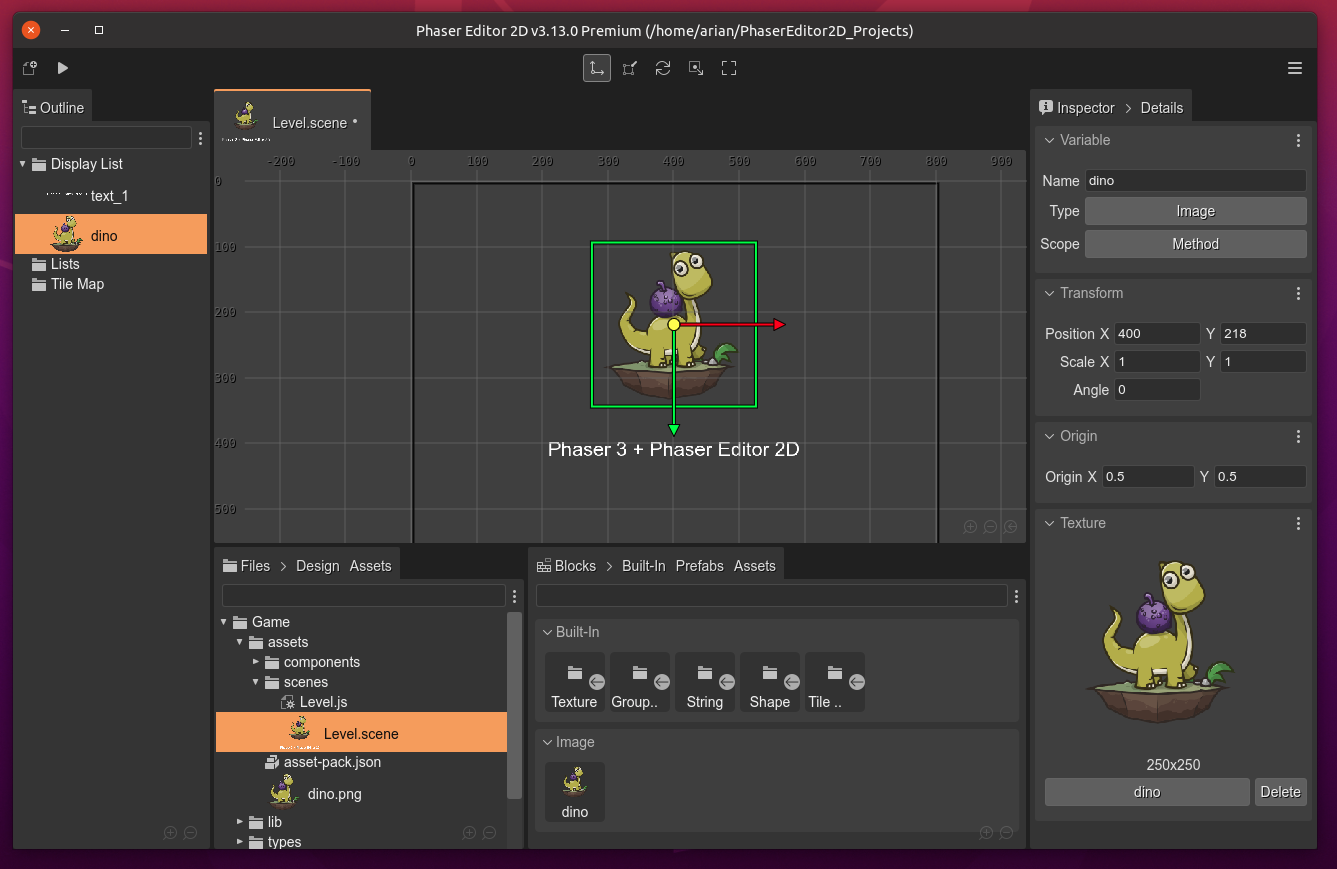 Phaser Editor 2D v3.13.0 Premium (/home/arian/PhaserEditor2D_Projects)
Outline
Display List
text_1
dino
Lists
Tile Map
Level.scene
-200 -100 0 100 200 300 400 500 600 700 800 900
0
100
200
300
400
500
Phaser 3 + Phaser Editor 2D
Files Design Assets
Game
assets
components
scenes
Level.js
Level.scene
asset-pack.json
dino.png
lib
types
Blocks Built-In Prefabs Assets
Built-In
Texture Group.. String Shape Tile ..
Image
dino
Inspector Details
Variable
Name dino
Type Image
Scope Method
Transform
Position X 400 Y 218
Scale X 1 Y 1
Angle 0
Origin
Origin X 0.5 Y 0.5
Texture
250x250
dino Delete